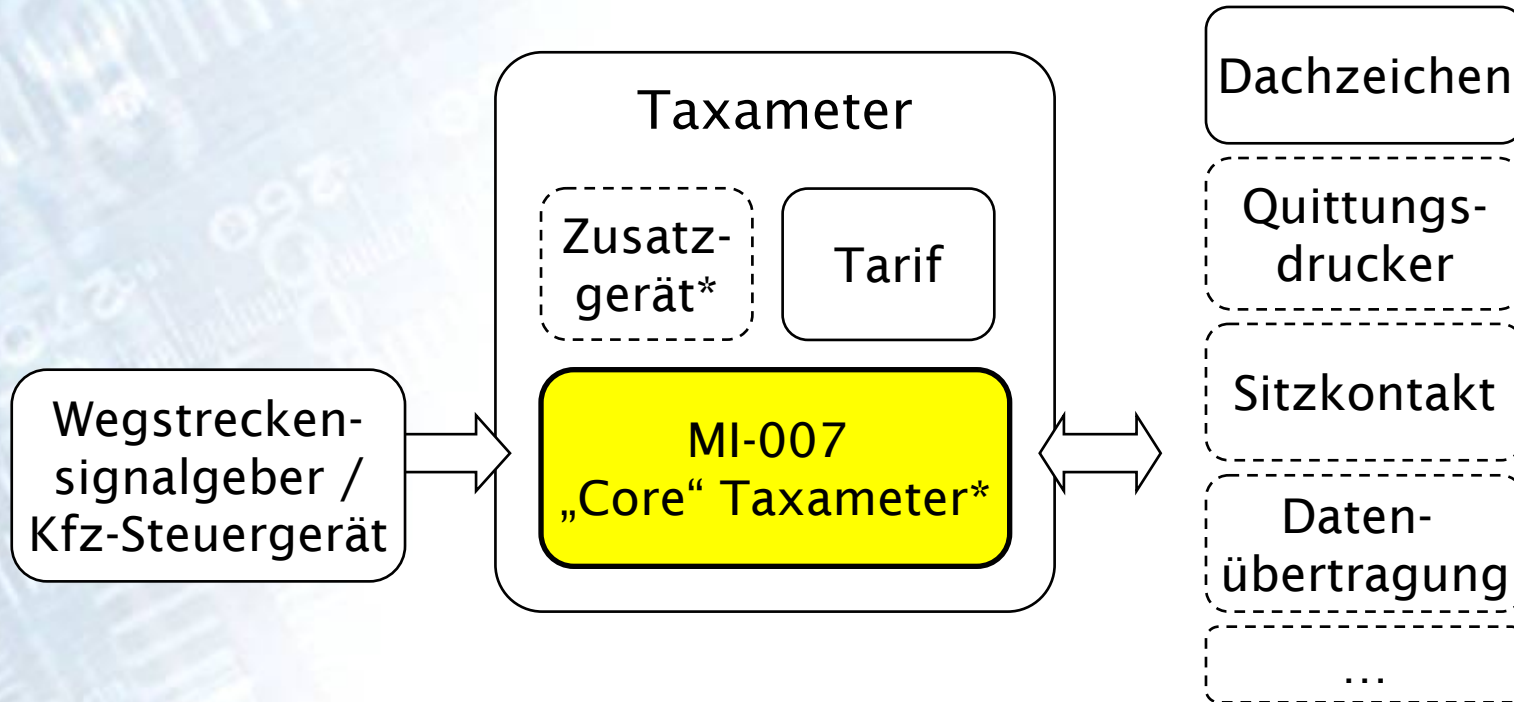 Taxameter
Zusatz-
gerät*
Tarif
MI-007
„Core“ Taxameter*
Wegstrecken-
signalgeber /
Kfz-Steuergerät
Dachzeichen
Quittungs-
drucker
Sitzkontakt
Daten-
übertragung
...